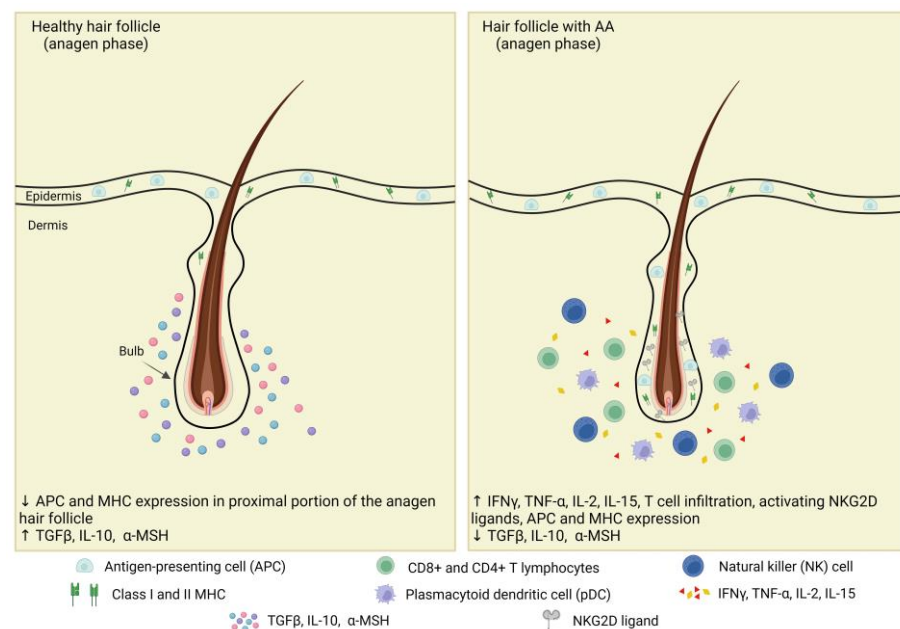 Healthy hair follicle
(anagen phase)
Epidermis
Dermis
Bulb
↓ APC and MHC expression in proximal portion of the anagen
hair follicle
↑ TGFβ, IL-10, α-MSH
Hair follicle with AA
(anagen phase)
↑ IFNγ, TNF-α, IL-2, IL-15, T cell infiltration, activating NKG2D
ligands, APC and MHC expression
↓ TGFβ, IL-10, α-MSH
Antigen-presenting cell (APC)
CD8+ and CD4+ T lymphocytes
Natural killer (NK) cell
Class I and II MHC
Plasmacytoid dendritic cell (pDC)
IFNγ, TNF-α, IL-2, IL-15
TGFβ, IL-10, α-MSH
NKG2D ligand